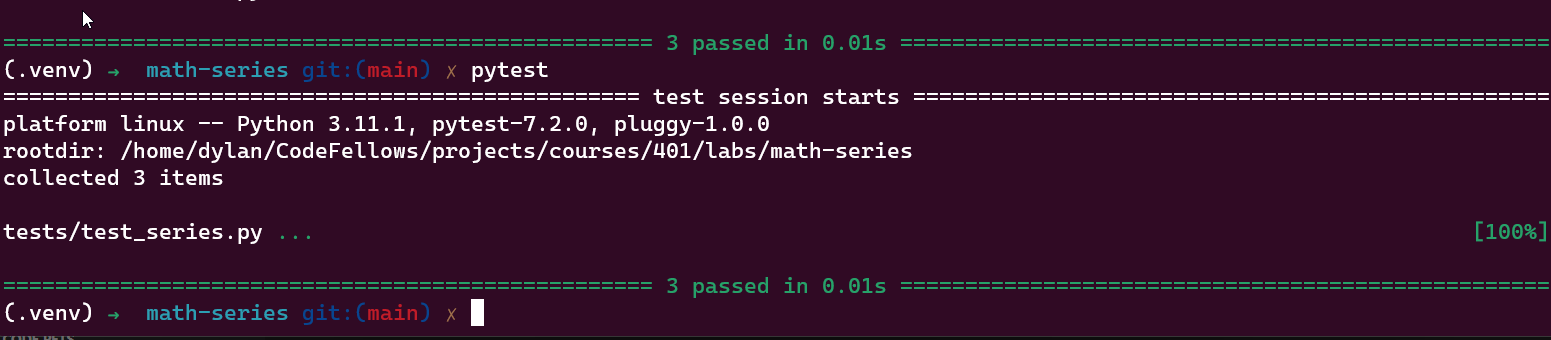 ================================================== 3 passed in 0.01s ==================================================
(.venv) → math-series git:(main) ✗ pytest
================================================= test session starts =================================================
platform linux -- Python 3.11.1, pytest-7.2.0, pluggy-1.0.0
rootdir: /home/dylan/CodeFellows/projects/courses/401/labs/math-series
collected 3 items
tests/test_series.py ... [100%]
================================================== 3 passed in 0.01s ==================================================
(.venv) → math-series git:(main) ✗